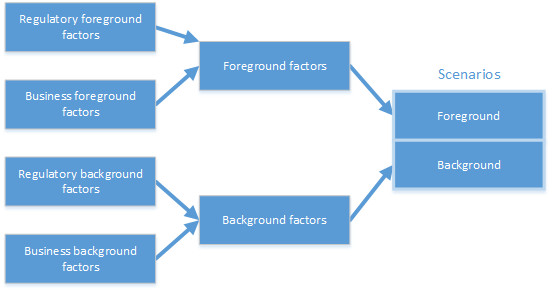 Regulatory foreground
factors
Business foreground
factors
Regulatory background
factors
Business background
factors
Foreground factors
Background factors
Scenarios
Foreground
Background